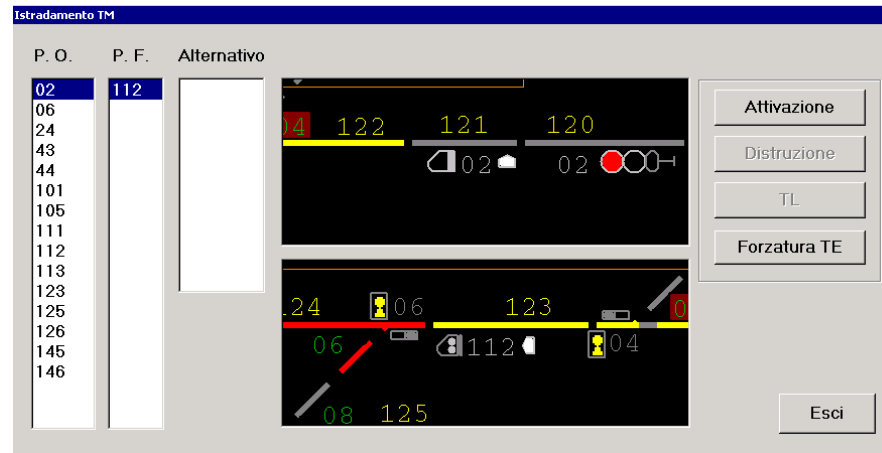 Istradamento TM
P. O. P. F. Alternativo
02
06
24
43
44
101
105
111
112
113
123
125
126
145
146
112
04 122 121 120
02 02
.24 06 123 0
06 112 04
08 125
Attivazione
Distruzione
TL
Forzatura TE
Esci